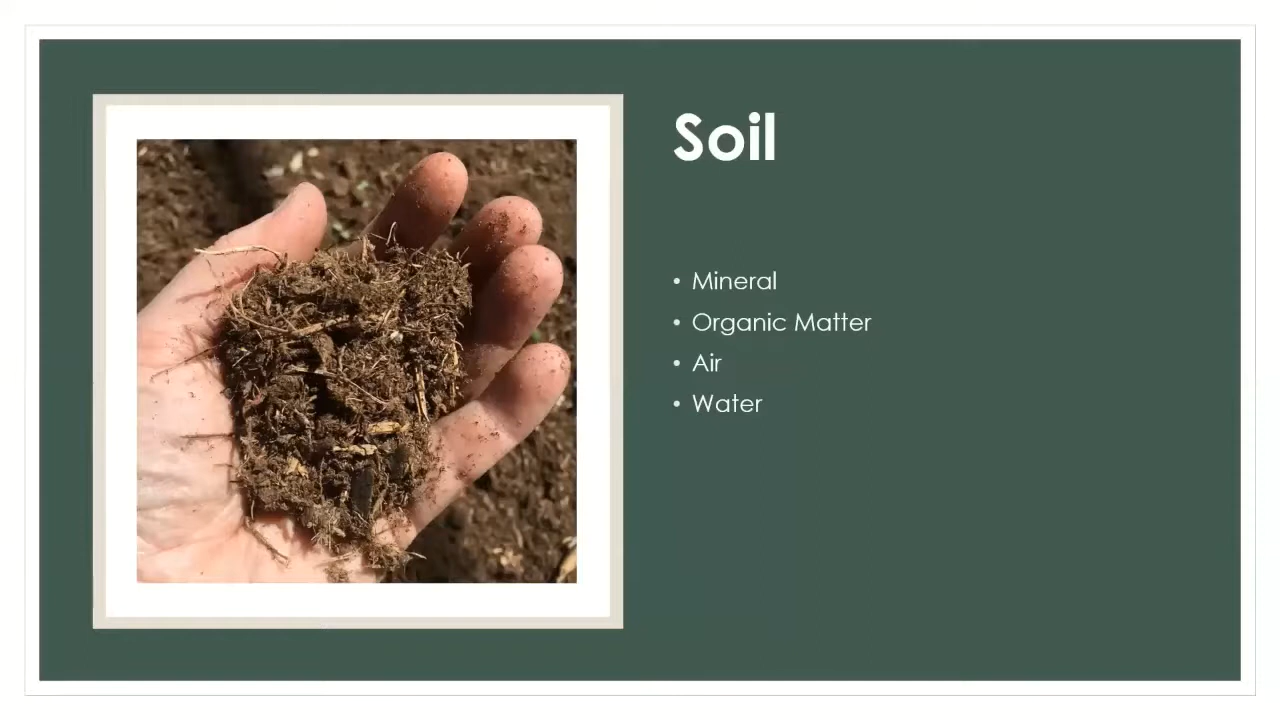 Soil
• Mineral
• Organic Matter
• Air
• Water